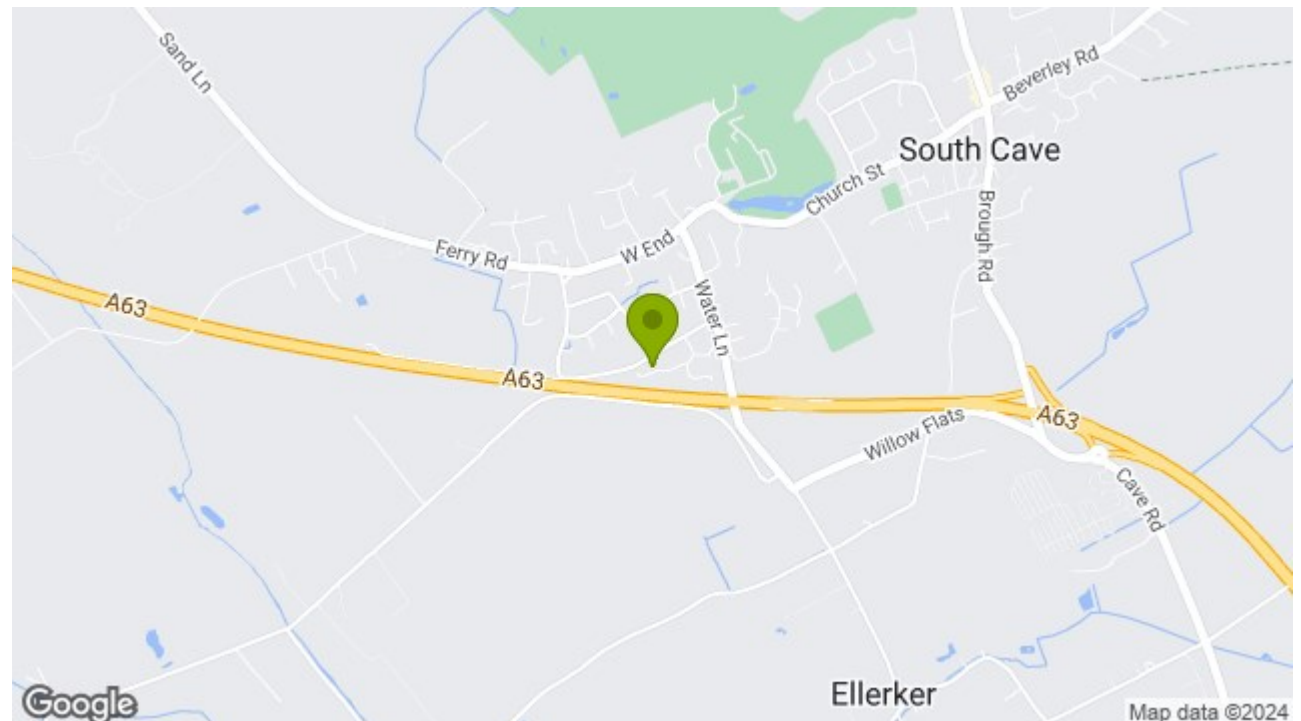 Sand Ln
Beverley Rd
South Cave
Church St
Brough Rd
Ferry Rd
W End
Water Ln
A63
A63
A63
Willow Flats
Cave Rd
Ellerker
Google
Map data ©2024